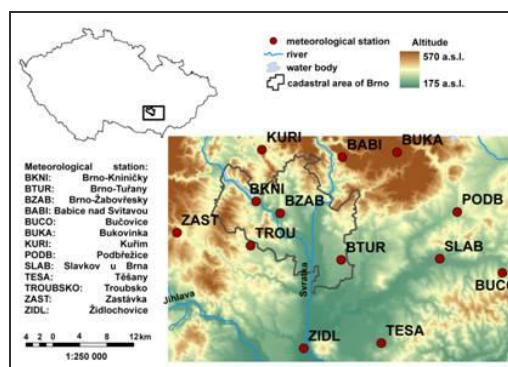 meteorological station
river
water body
cadastral area of Brno
Altitude
570 a.s.l.
175 a.s.l.
Meteorological station:
BKNI: Brno-Kníničky
BTUR: Brno-Tuřany
BZAB: Brno-Žabovřesky
BABI: Babice nad Svitavou
BUCO: Bučovice
BUKA: Bukovinka
KURI: Kuřim
PODB: Podbřežice
SLAB: Slavkov u Brna
TESA: Těšany
TROUBSKO: Troubsko
ZAST: Zastávka
ZIDL: Židlochovice
4 2 0 4 8 12km
1:250 000
KURI
BABI
BUKA
BKNI
BZAB
PODB
ZAST
TROU
BTUR
SLAB
BUCO
Svratka
Jihlava
ZIDL
TESA